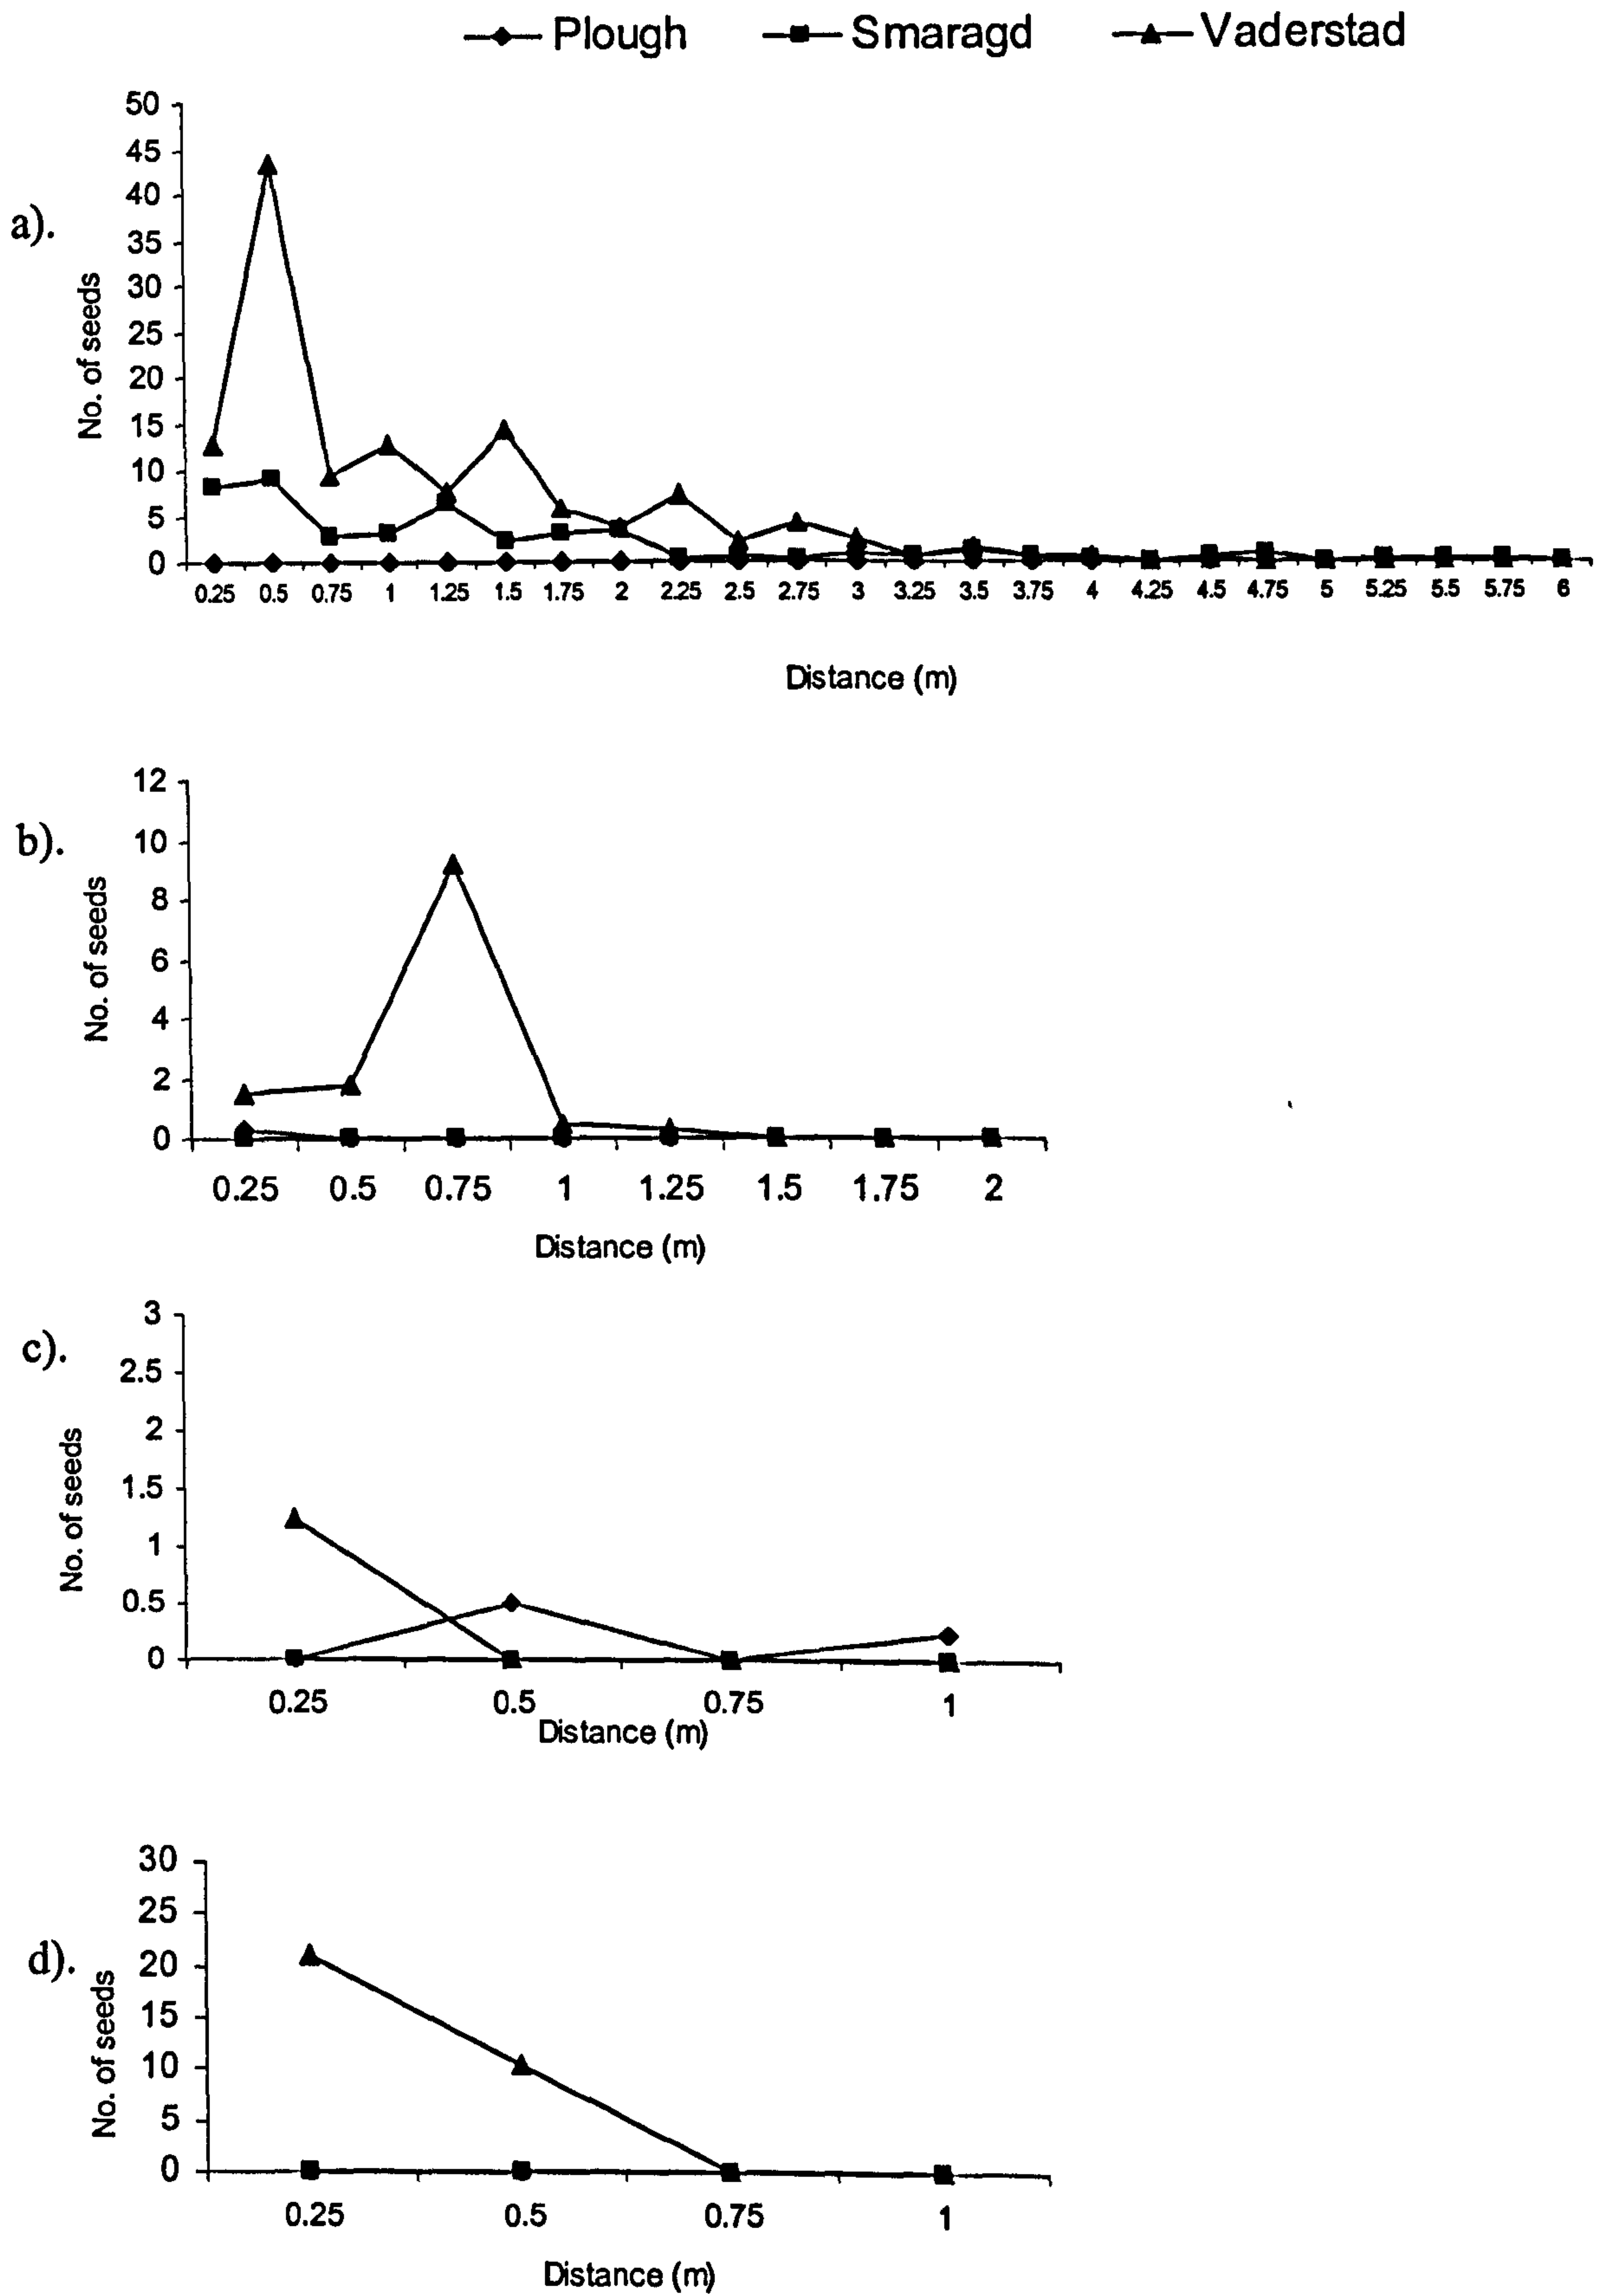 Plough Smaragd Vaderstad
a).
No. of seeds
50
45
40
35
30
25
20
15
10
5
0
0.25 0.5 0.75 1 1.25 1.5 1.75 2 2.25 2.5 2.75 3 3.25 3.5 3.75 4 4.25 4.5 4.75 5 5.25 5.5 5.75 6
Distance (m)
b).
No. of seeds
12
10
8
6
4
2
0
0.25 0.5 0.75 1 1.25 1.5 1.75 2
Distance (m)
c).
No. of seeds
3
2.5
2
1.5
1
0.5
0
0.25 0.5 0.75 1
Distance (m)
d).
No. of seeds
30
25
20
15
10
5
0
0.25 0.5 0.75 1
Distance (m)